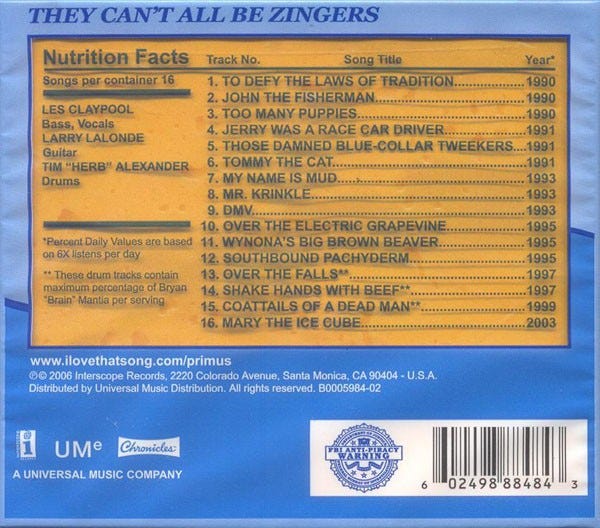 THEY CAN'T ALL BE ZINGERS
Nutrition Facts
Songs per container 16
LES CLAYPOOL
Bass, Vocals
LARRY LALONDE
Guitar
TIM "HERB" ALEXANDER
Drums
*Percent Daily Values are based
on 6X listens per day
** These drum tracks contain
maximum percentage of Bryan
"Brain" Mantia per serving
Track No. Song Title Year*
1. TO DEFY THE LAWS OF TRADITION 1990
2. JOHN THE FISHERMAN 1990
3. TOO MANY PUPPIES 1990
4. JERRY WAS A RACE CAR DRIVER 1991
5. THOSE DAMNED BLUE-COLLAR TWEEKERS 1991
6. TOMMY THE CAT 1991
7. MY NAME IS MUD 1993
8. MR. KRINKLE 1993
9. DMV 1993
10. OVER THE ELECTRIC GRAPEVINE 1995
11. WYNONA'S BIG BROWN BEAVER 1995
12. SOUTHBOUND PACHYDERM 1995
13. OVER THE FALLS** 1997
14. SHAKE HANDS WITH BEEF** 1997
15. COATTAILS OF A DEAD MAN** 1999
16. MARY THE ICE CUBE 2003
www.ilovethatsong.com/primus
℗© 2006 Interscope Records, 2220 Colorado Avenue, Santa Monica, CA 90404 - U.S.A.
Distributed by Universal Music Distribution. All rights reserved. B0005984-02
i
UMe
Chronicles
A UNIVERSAL MUSIC COMPANY
FBI ANTI-PIRACY
WARNING
6 02498 88484 3